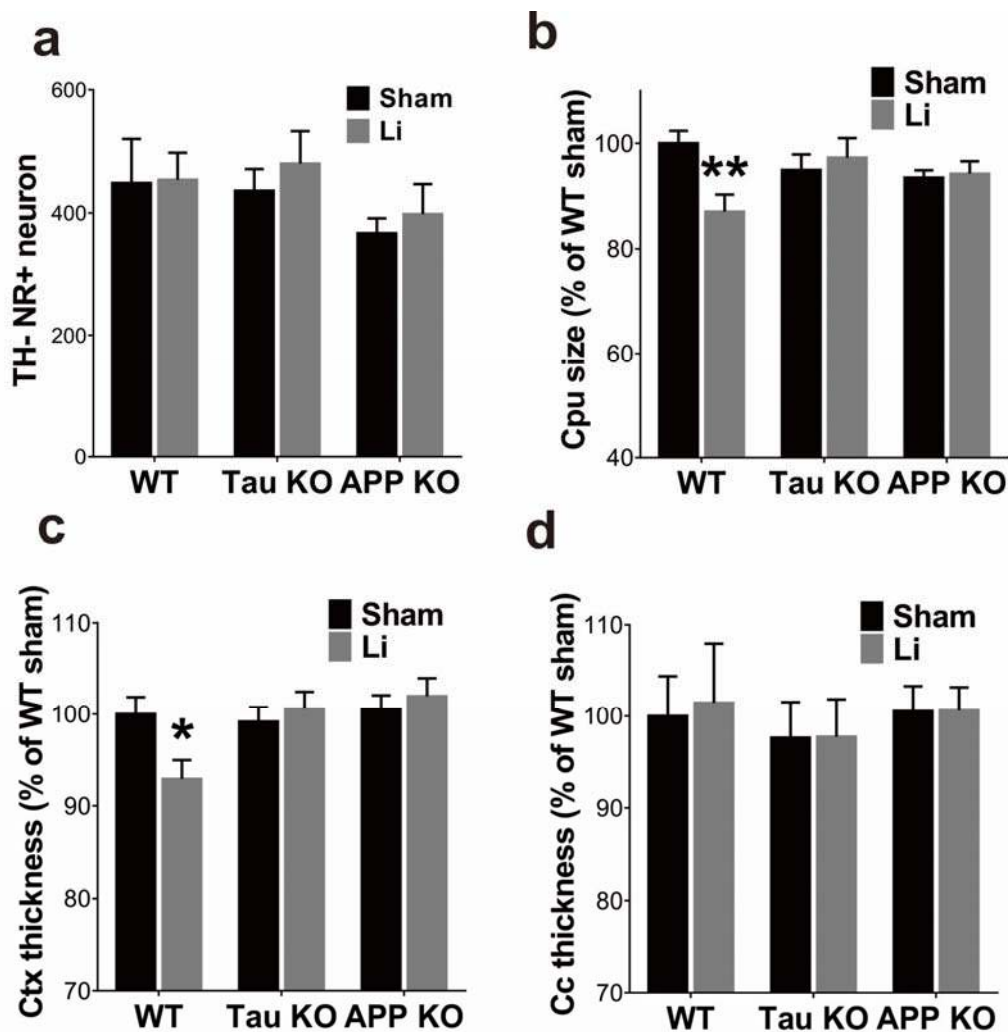 a
TH- NR+ neuron
600
400
200
0
Sham
Li
WT Tau KO APP KO
b
Cpu size (% of WT sham)
100
80
60
40
Sham
Li
**
WT Tau KO APP KO
c
Ctx thickness (% of WT sham)
110
100
90
80
70
Sham
Li
*
WT Tau KO APP KO
d
Cc thickness (% of WT sham)
110
100
90
80
70
Sham
Li
WT Tau KO APP KO